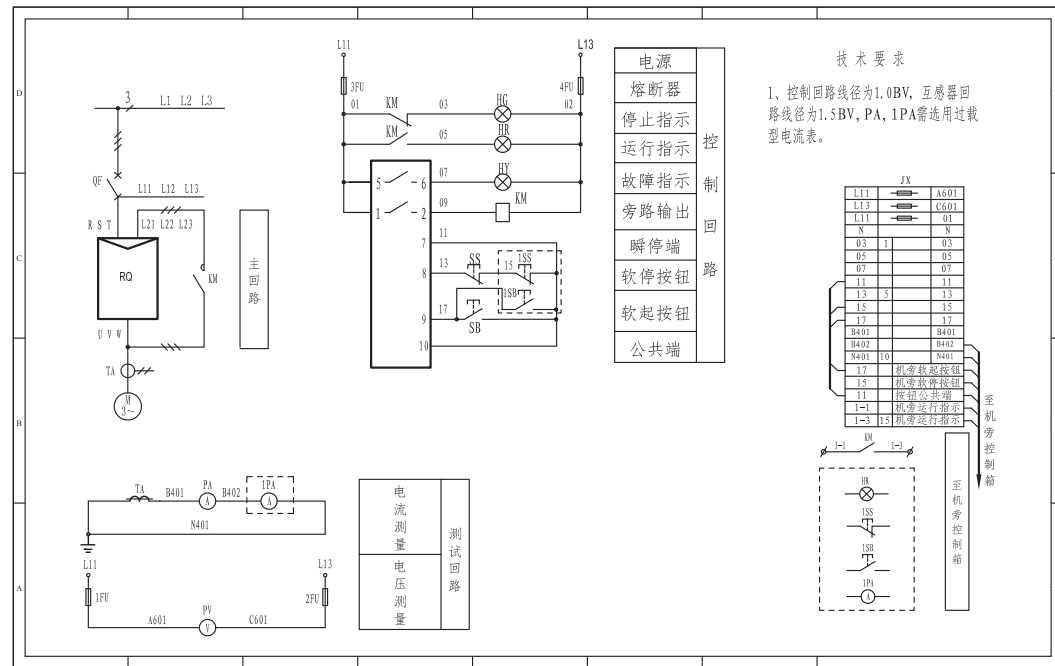 D
C
B
A
3
L1 L2 L3
QF
L11 L12 L13
R S T
L21 L22 L23
RQ
KM
U V W
TA
M
3~
主回路
L11
L13
3FU
4FU
01
KM
03
HG
02
KM
05
HR
5
6
07
HY
1
2
09
KM
7
11
8
13
SS
15
1SS
1SB
9
17
SB
10
电源
熔断器
停止指示
运行指示
故障指示
旁路输出
瞬停端
软停按钮
软起按钮
公共端
控制回路
技术要求
1、控制回路线径为1.0BV, 互感器回
路线径为1.5BV, PA, 1PA需选用过载
型电流表。
JX
L11 A601
L13 C601
L11 01
N N
03 1 03
05 05
07 07
11 11
13 5 13
15 15
17 17
B401 B401
B402 B402
N401 10 N401
17 机旁软起按钮
15 机旁软停按钮
11 按钮公共端
1-1 机旁运行指示
1-3 15 机旁运行指示
至机旁控制箱
1-1 KM 1-3
HR
1SS
1SB
1PA
A
至机旁控制箱
TA
B401
PA
A
B402
1PA
A
N401
L11
L13
1FU
2FU
A601
PV
V
C601
电流测量
电压测量
测试回路